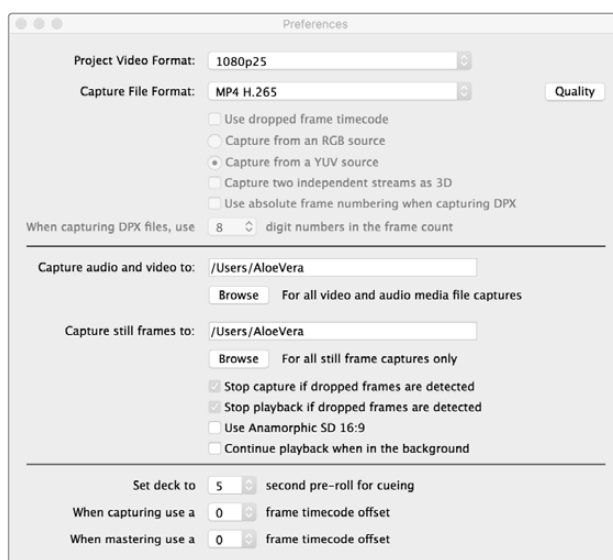 Preferences
Project Video Format: 1080p25
Capture File Format: MP4 H.265 Quality
Use dropped frame timecode
Capture from an RGB source
Capture from a YUV source
Capture two independent streams as 3D
Use absolute frame numbering when capturing DPX
When capturing DPX files, use 8 digit numbers in the frame count
Capture audio and video to: /Users/AloeVera
Browse For all video and audio media file captures
Capture still frames to: /Users/AloeVera
Browse For all still frame captures only
Stop capture if dropped frames are detected
Stop playback if dropped frames are detected
Use Anamorphic SD 16:9
Continue playback when in the background
Set deck to 5 second pre-roll for cueing
When capturing use a 0 frame timecode offset
When mastering use a 0 frame timecode offset